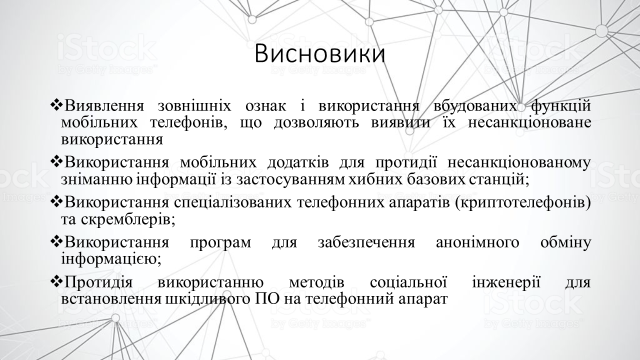 Висновики
❖Виявлення зовнішніх ознак і використання вбудованих функцій
мобільних телефонів, що дозволяють виявити їх несанкціоноване
використання
❖Використання мобільних додатків для протидії несанкціонованому
зніманню інформації із застосуванням хибних базових станцій;
❖Використання спеціалізованих телефонних апаратів (криптотелефонів)
та скремблерів;
❖Використання програм для забезпечення анонімного обміну
інформацією;
❖Протидія використанню методів соціальної інженерії для
встановлення шкідливого ПО на телефонний апарат